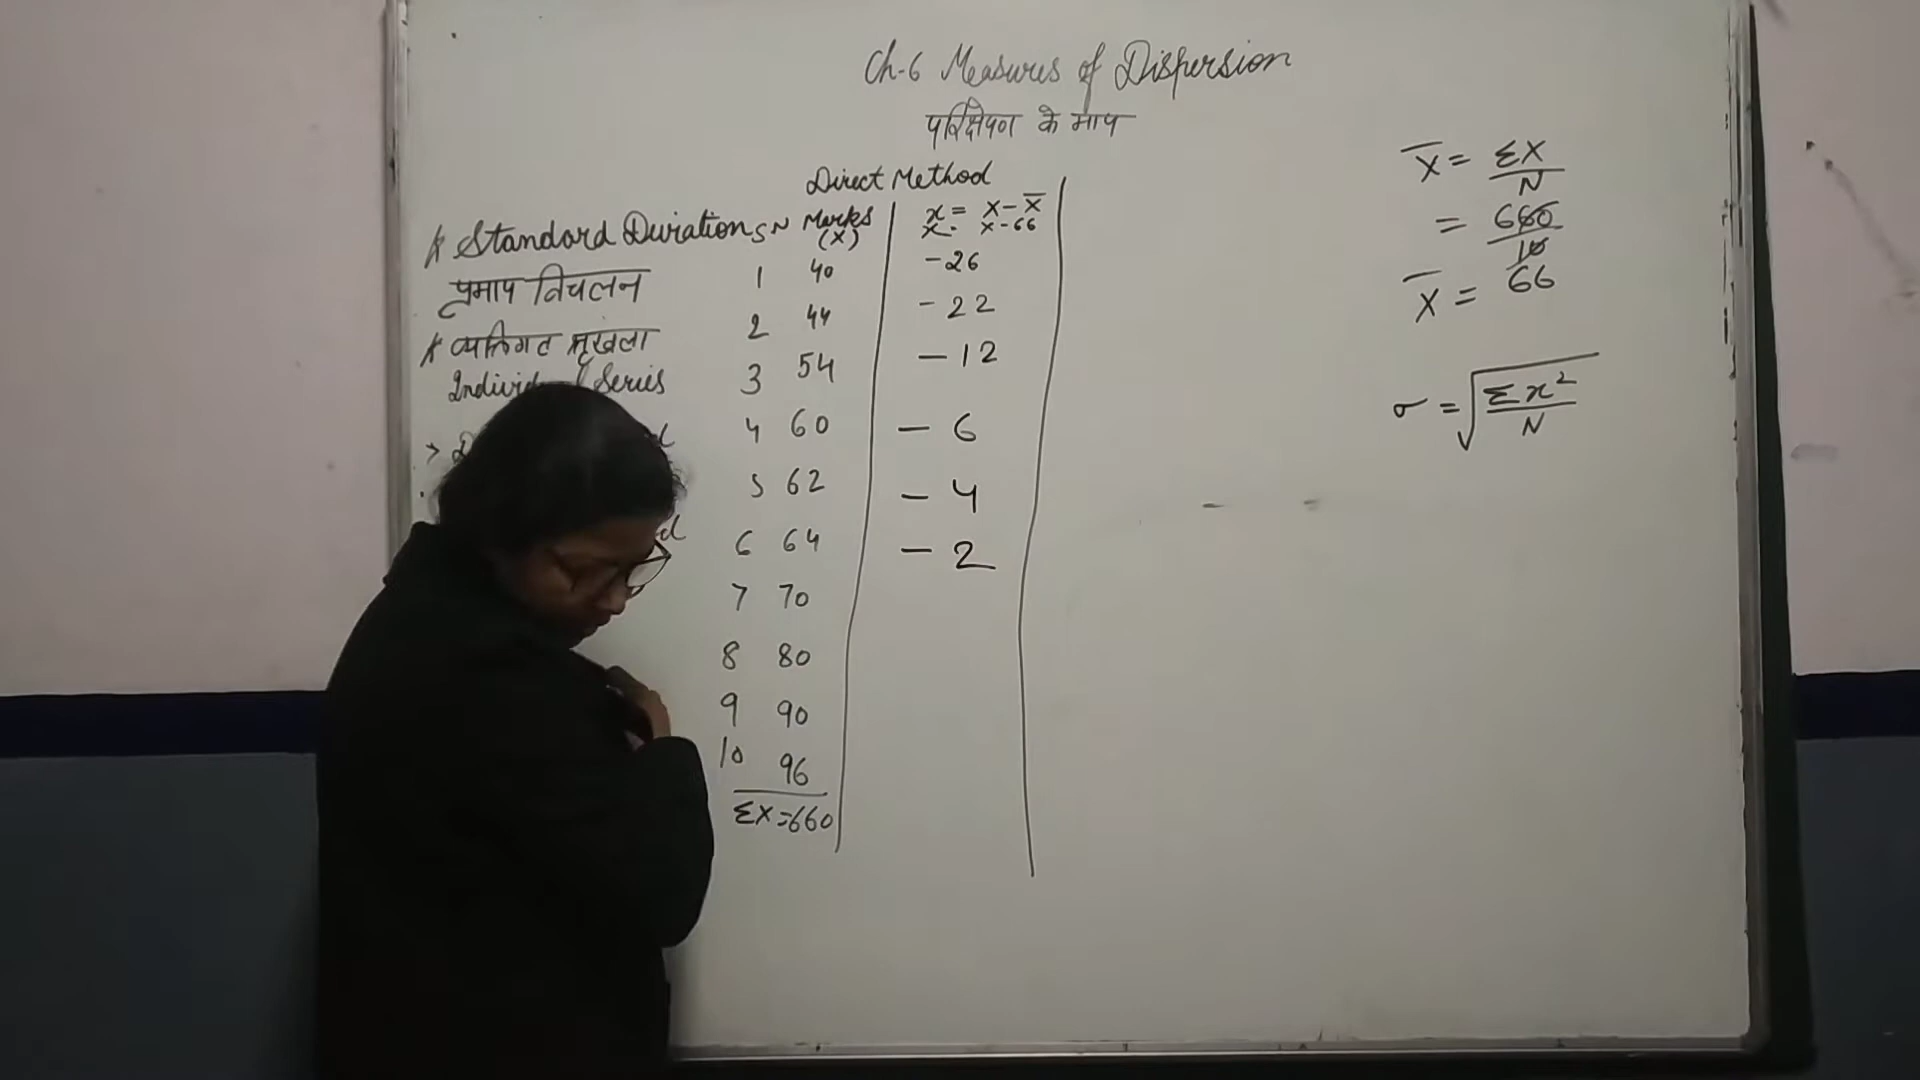 Ch-6 Measures of Dispersion
परिक्षेपण के माप
Direct Method
* Standard Duviation
प्रमाप विचलन
* व्यक्तिगत श्रृखला
Series
SN Marks (X) x = X - X̅
x = x-66
1 40 -26
2 44 -22
3 54 -12
4 60 -6
5 62 -4
6 64 -2
7 70
8 80
9 90
10 96
ΣX=660
X̅ = ΣX/N
= 660/10
X̅ = 66
σ = √Σx²/N